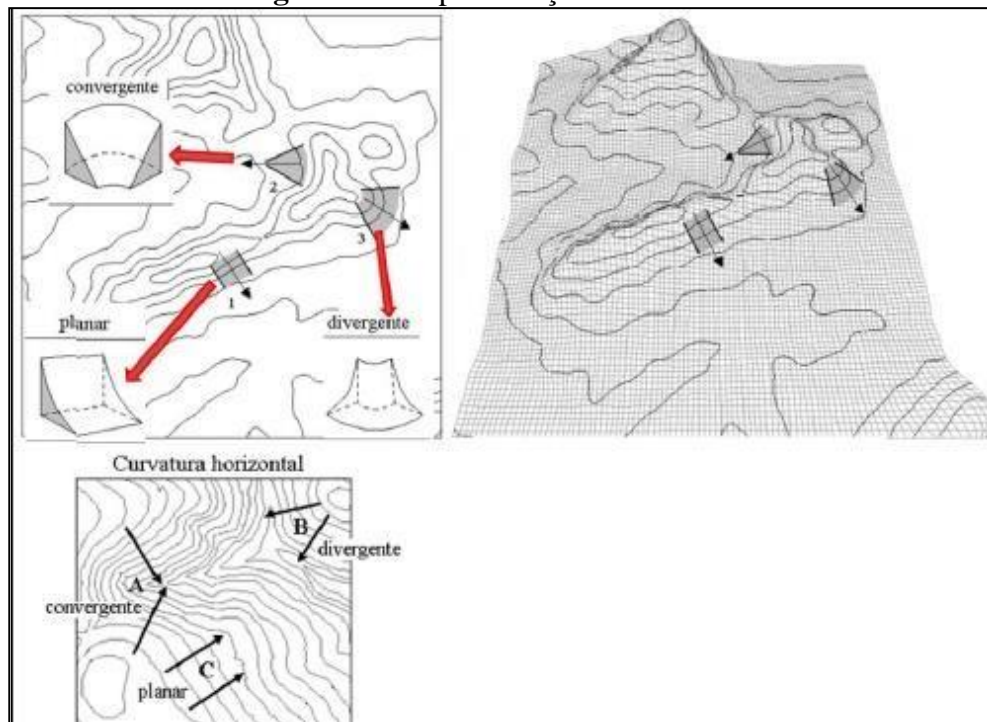 convergente
2
3
1
planar
divergente
Curvatura horizontal
B
divergente
A
convergente
C
planar